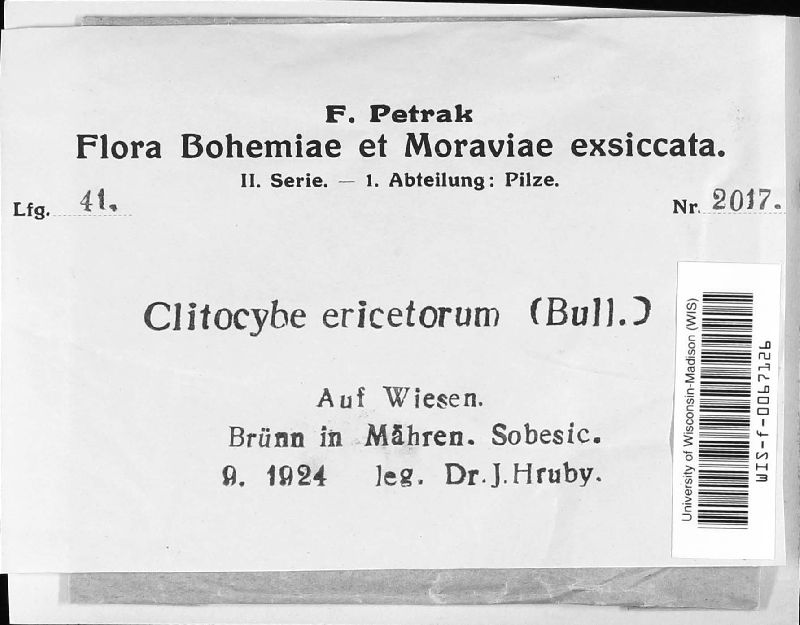 F. Petrak
Flora Bohemiae et Moraviae exsiccata.
II. Serie. — 1. Abteilung: Pilze.
Lfg. 41.
Nr. 2017.
Clitocybe ericetorum (Bull.)
Auf Wiesen.
Brünn in Mähren. Sobesic.
9. 1924 leg. Dr. J. Hruby.
University of Wisconsin-Madison (WIS)
WIS-f-0067126